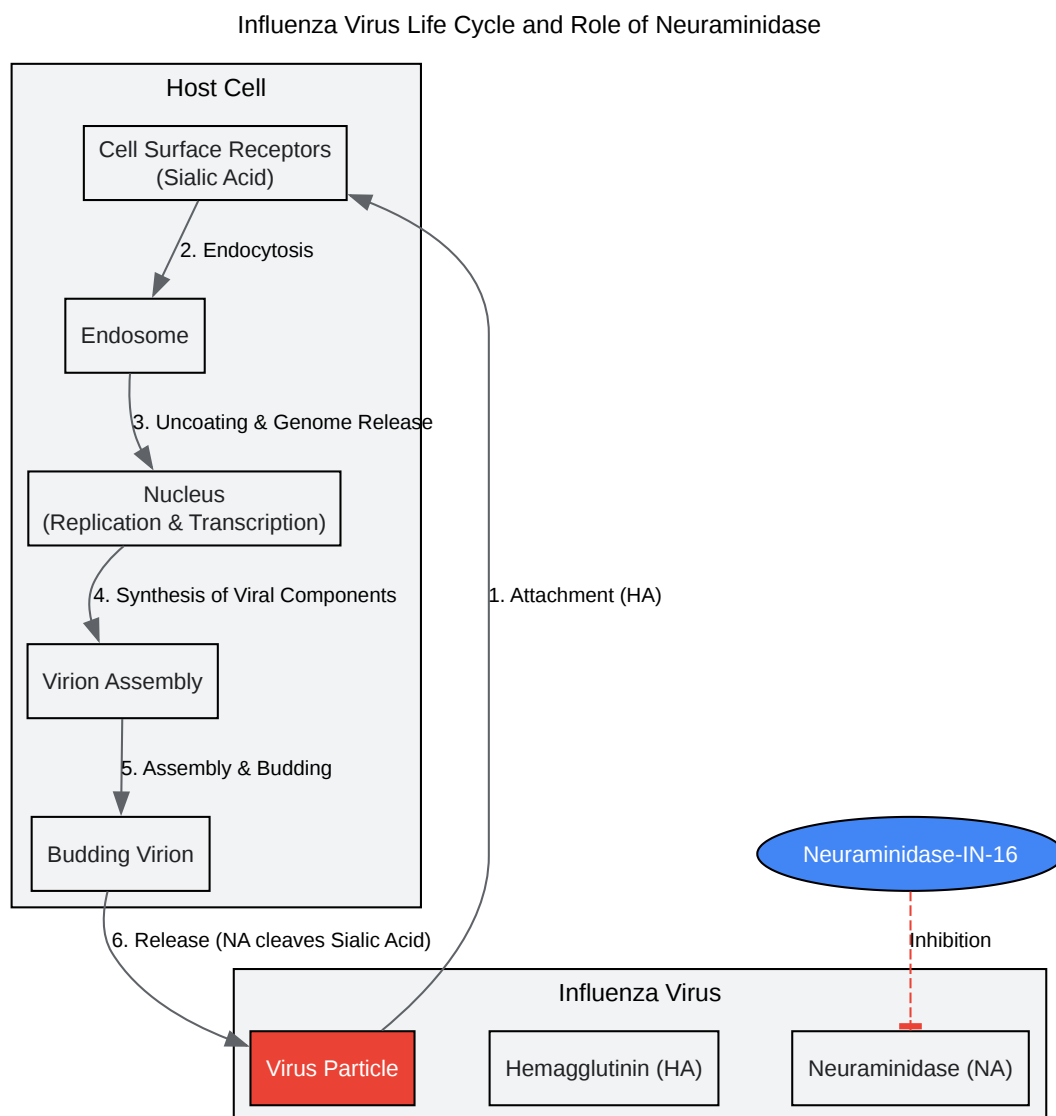 Influenza Virus Life Cycle and Role of Neuraminidase
Host Cell
Cell Surface Receptors
(Sialic Acid)
2. Endocytosis
Endosome
3. Uncoating & Genome Release
Nucleus
(Replication & Transcription)
4. Synthesis of Viral Components
1. Attachment (HA)
Virion Assembly
5. Assembly & Budding
Budding Virion
Neuraminidase-IN-16
6. Release (NA cleaves Sialic Acid)
Inhibition
Influenza Virus
Virus Particle
Hemagglutinin (HA)
Neuraminidase (NA)